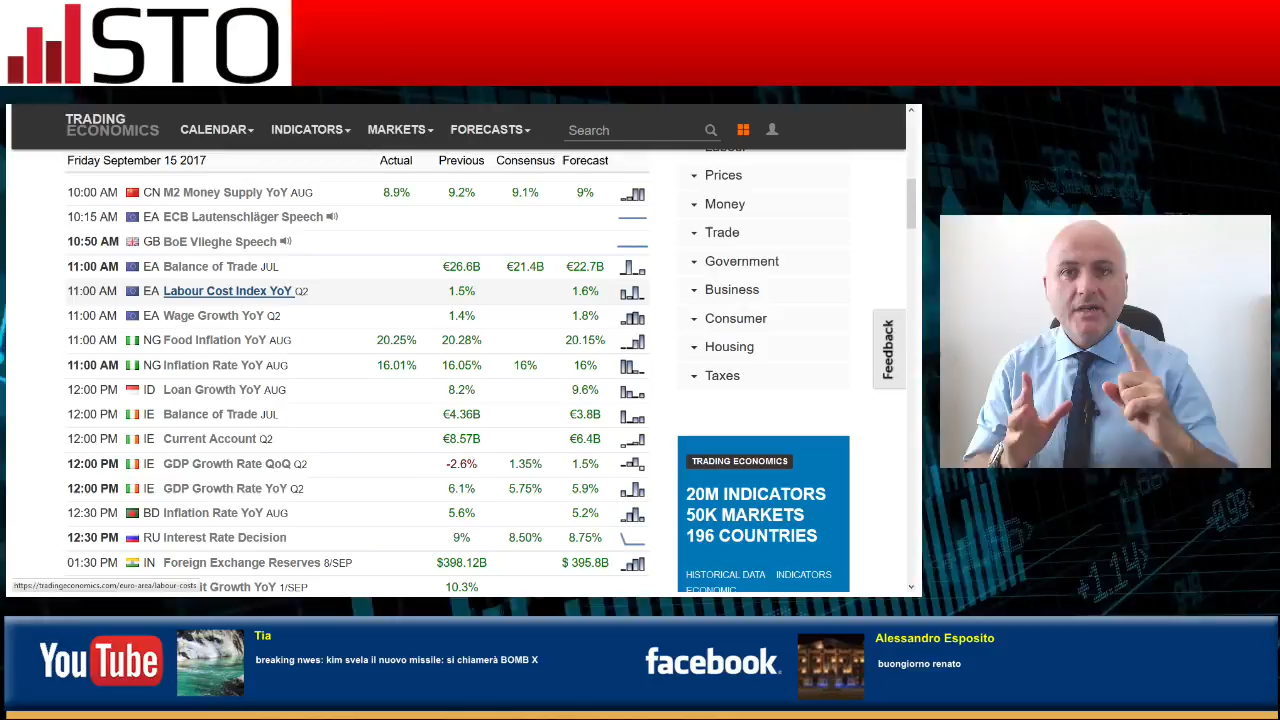 STO
TRADING
ECONOMICS
CALENDAR
INDICATORS
MARKETS
FORECASTS
Search
Friday September 15 2017 Actual Previous Consensus Forecast
10:00 AM CN M2 Money Supply YoY AUG 8.9% 9.2% 9.1% 9%
10:15 AM EA ECB Lautenschläger Speech
10:50 AM GB BoE Vlieghe Speech
11:00 AM EA Balance of Trade JUL €26.6B €21.4B €22.7B
11:00 AM EA Labour Cost Index YoY Q2 1.5% 1.6%
11:00 AM EA Wage Growth YoY Q2 1.4% 1.8%
11:00 AM NG Food Inflation YoY AUG 20.25% 20.28% 20.15%
11:00 AM NG Inflation Rate YoY AUG 16.01% 16.05% 16% 16%
12:00 PM ID Loan Growth YoY AUG 8.2% 9.6%
12:00 PM IE Balance of Trade JUL €4.36B €3.8B
12:00 PM IE Current Account Q2 €8.57B €6.4B
12:00 PM IE GDP Growth Rate QoQ Q2 -2.6% 1.35% 1.5%
12:00 PM IE GDP Growth Rate YoY Q2 6.1% 5.75% 5.9%
12:30 PM BD Inflation Rate YoY AUG 5.6% 5.2%
12:30 PM RU Interest Rate Decision 9% 8.50% 8.75%
01:30 PM IN Foreign Exchange Reserves 8/SEP $398.12B $ 395.8B
https://tradingeconomics.com/euro-area/labour-costs it Growth YoY 1/SEP 10.3%
Labour
Prices
Money
Trade
Government
Business
Consumer
Housing
Taxes
Feedback
TRADING ECONOMICS
20M INDICATORS
50K MARKETS
196 COUNTRIES
HISTORICAL DATA INDICATORS
ECONOMIC
You Tube
Tia
breaking nwes: kim svela il nuovo missile: si chiamerà BOMB X
facebook.
Alessandro Esposito
buongiorno renato